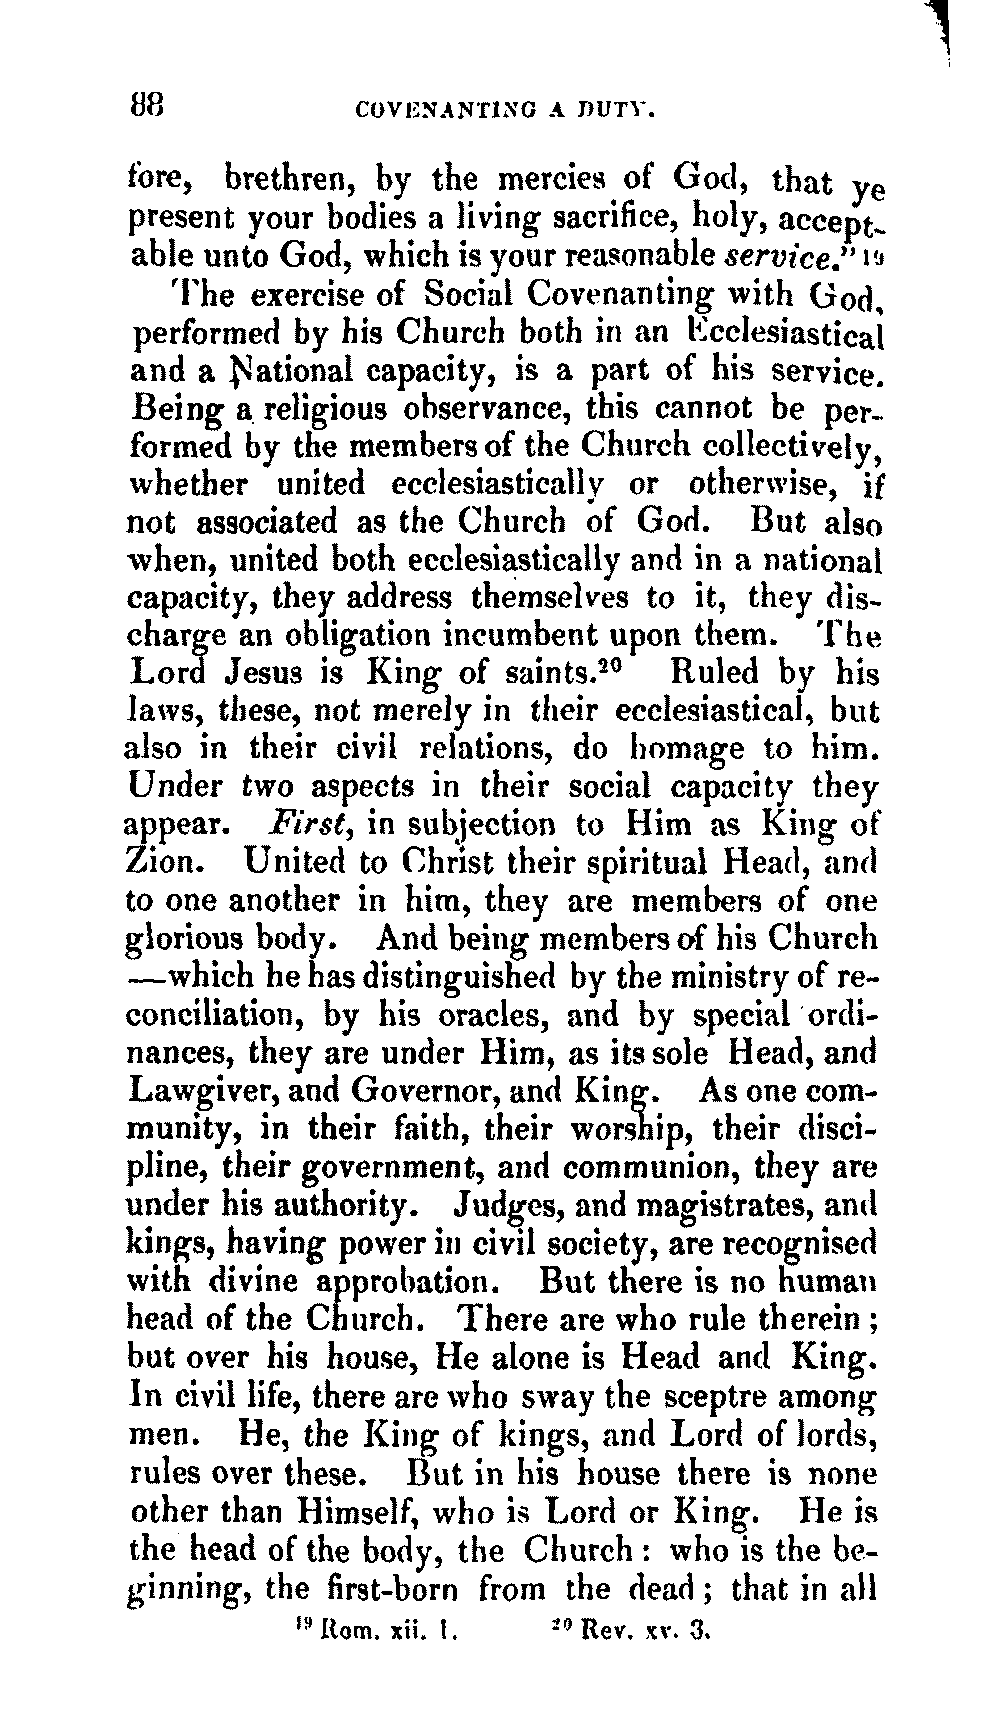 88 COVENANTING A DUTY.
fore, brethren, by the mercies of God, that ye
present your bodies a living sacrifice, holy, accept-
able unto God, which is your reasonable service." 19
The exercise of Social Covenanting with God,
performed by his Church both in an Ecclesiastical
and a National capacity, is a part of his service.
Being a religious observance, this cannot be per-
formed by the members of the Church collectively,
whether united ecclesiastically or otherwise, if
not associated as the Church of God. But also
when, united both ecclesiastically and in a national
capacity, they address themselves to it, they dis-
charge an obligation incumbent upon them. The
Lord Jesus is King of saints.20 Ruled by his
laws, these, not merely in their ecclesiastical, but
also in their civil relations, do homage to him.
Under two aspects in their social capacity they
appear. First, in subjection to Him as King of
Zion. United to Christ their spiritual Head, and
to one another in him, they are members of one
glorious body. And being members of his Church
—which he has distinguished by the ministry of re-
conciliation, by his oracles, and by special ordi-
nances, they are under Him, as its sole Head, and
Lawgiver, and Governor, and King. As one com-
munity, in their faith, their worship, their disci-
pline, their government, and communion, they are
under his authority. Judges, and magistrates, and
kings, having power in civil society, are recognised
with divine approbation. But there is no human
head of the Church. There are who rule therein ;
but over his house, He alone is Head and King.
In civil life, there are who sway the sceptre among
men. He, the King of kings, and Lord of lords,
rules over these. But in his house there is none
other than Himself, who is Lord or King. He is
the head of the body, the Church : who is the be-
ginning, the first-born from the dead ; that in all
19 Rom. xii. 1. 20 Rev. xv. 3.